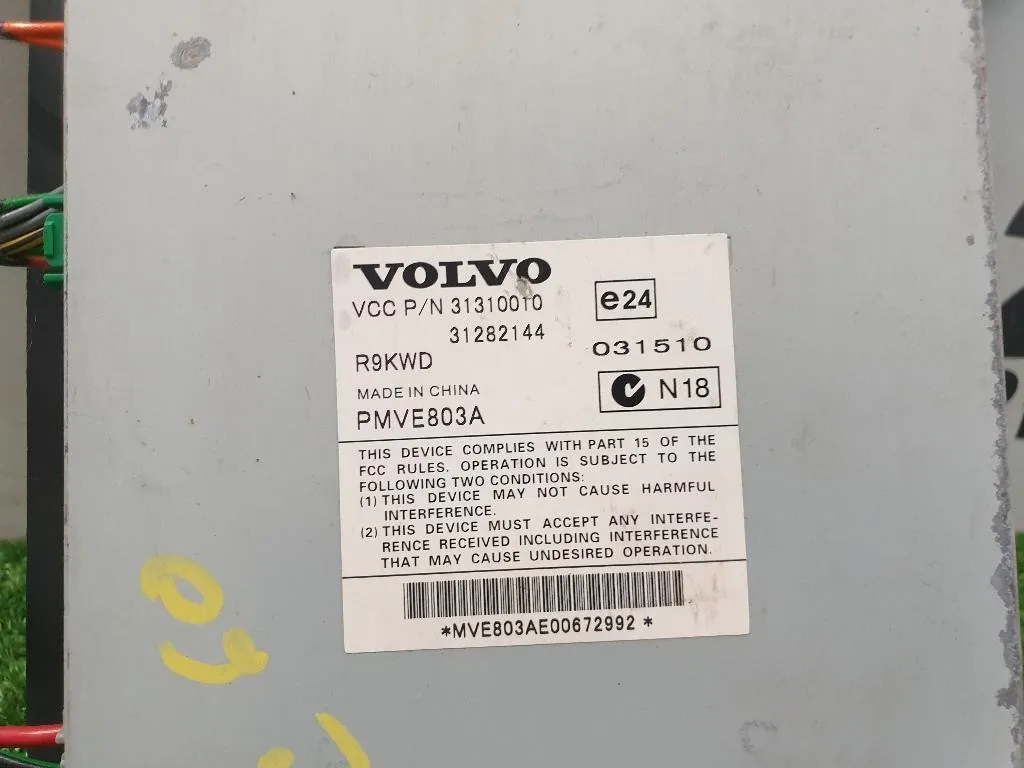 VOLVO
VCC P/N 31310010
31282144
e24
R9KWD
031510
MADE IN CHINA
N18
PMVE803A
THIS DEVICE COMPLIES WITH PART 15 OF THE
FCC RULES. OPERATION IS SUBJECT TO THE
FOLLOWING TWO CONDITIONS:
(1) THIS DEVICE MAY NOT CAUSE HARMFUL
INTERFERENCE.
(2) THIS DEVICE MUST ACCEPT ANY INTERFE-
RENCE RECEIVED INCLUDING INTERFERENCE
THAT MAY CAUSE UNDESIRED OPERATION.
*MVE803AE00672992*